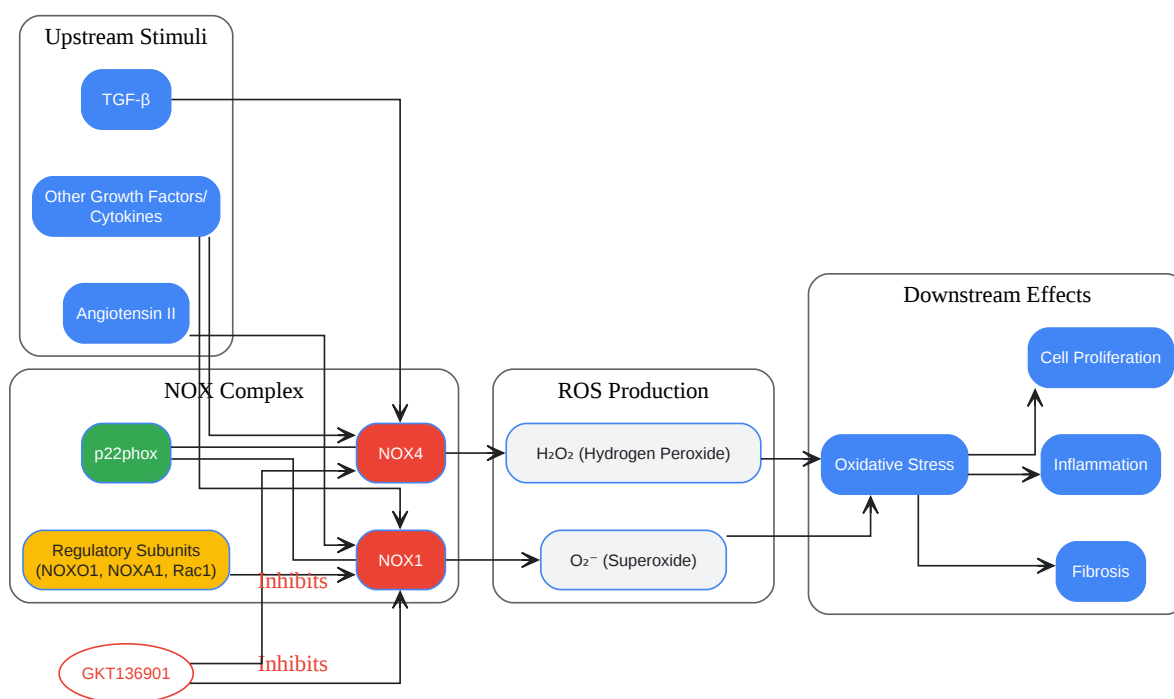 Upstream Stimuli
TGF-β
Other Growth Factors/
Cytokines
Angiotensin II
NOX Complex
p22phox
NOX4
Regulatory Subunits
(NOXO1, NOXA1, Rac1)
NOX1
Inhibits
GKT136901
Inhibits
ROS Production
H₂O₂ (Hydrogen Peroxide)
O₂⁻ (Superoxide)
Downstream Effects
Cell Proliferation
Oxidative Stress
Inflammation
Fibrosis